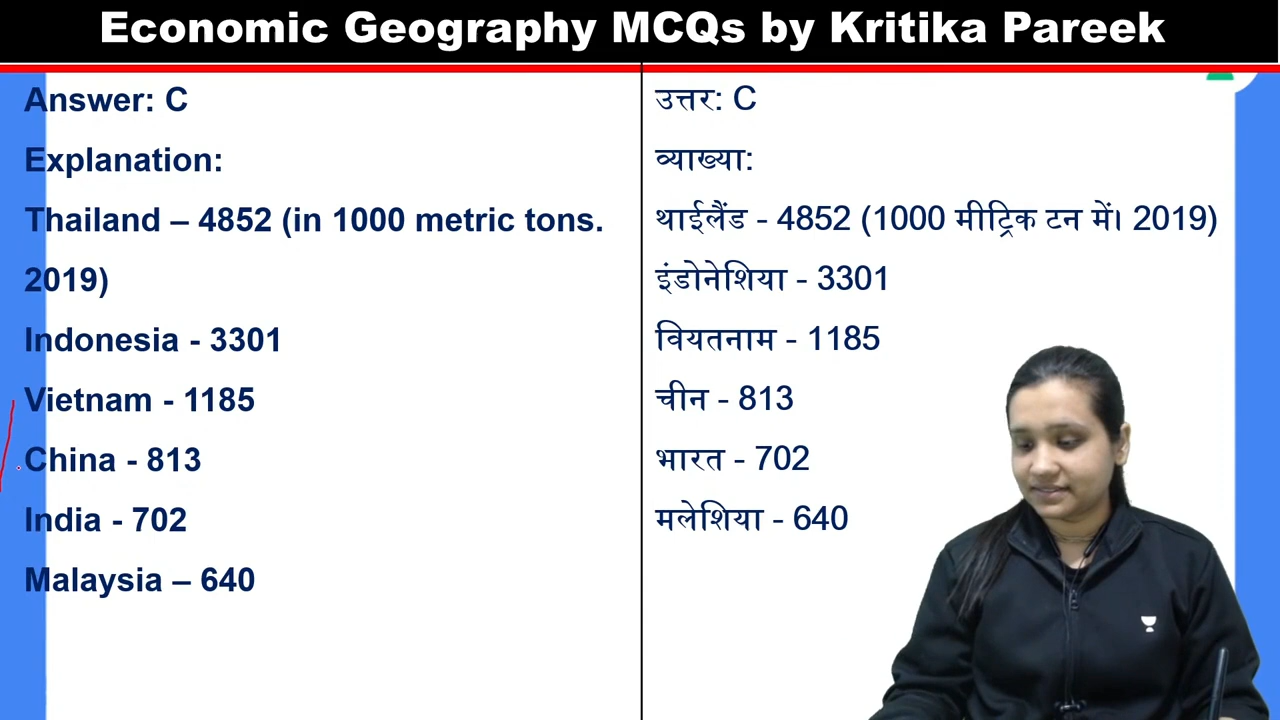 Economic Geography MCQs by Kritika Pareek
Answer: C
Explanation:
Thailand – 4852 (in 1000 metric tons.
2019)
Indonesia - 3301
Vietnam - 1185
China - 813
India - 702
Malaysia – 640
उत्तर: C
व्याख्या:
थाईलैंड - 4852 (1000 मीट्रिक टन में। 2019)
इंडोनेशिया - 3301
वियतनाम - 1185
चीन - 813
भारत - 702
मलेशिया - 640